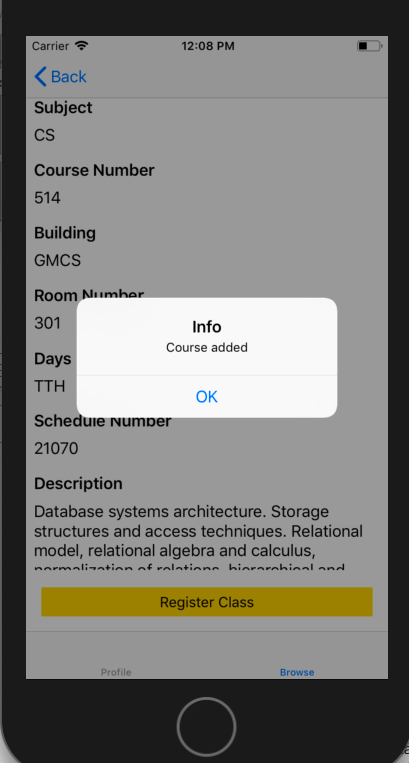 Carrier 12:08 PM
Back
Subject
CS
Course Number
514
Building
GMCS
Room Number
301
Info
Course added
Days
TTH
OK
Schedule Number
21070
Description
Database systems architecture. Storage
structures and access techniques. Relational
model, relational algebra and calculus,
normalization of relations, hierarchical and
Register Class
Profile Browse